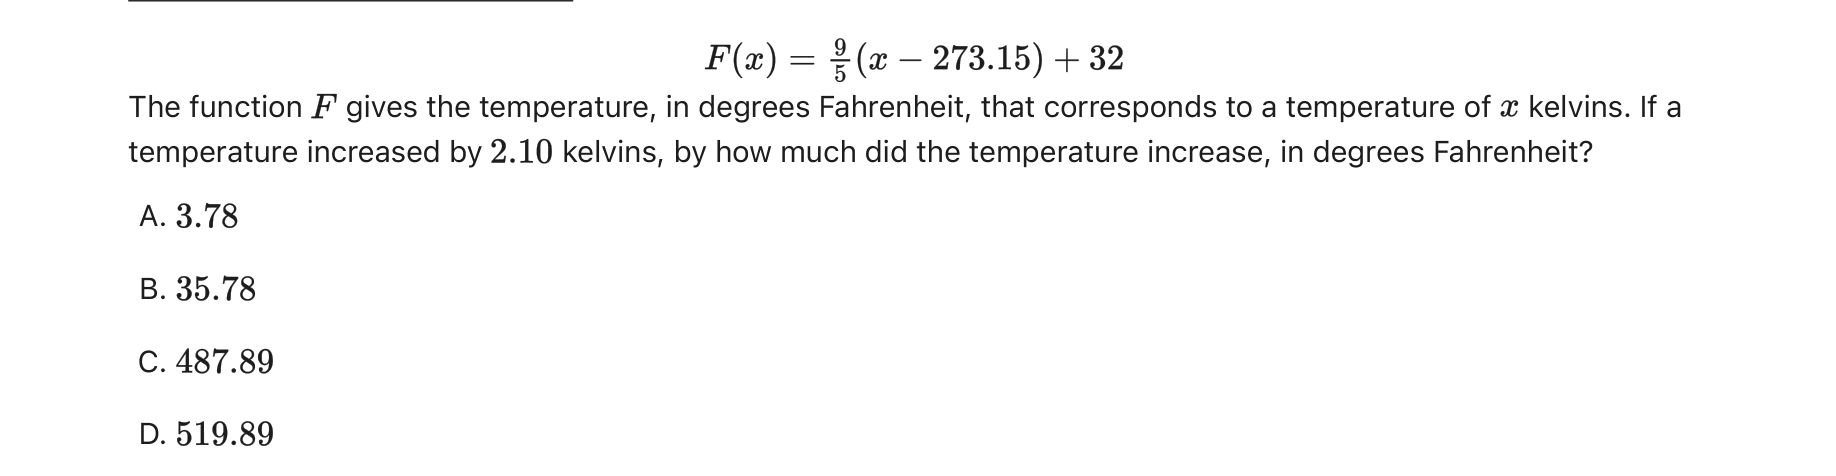 F(x) = 9/5 (x − 273.15) + 32
The function F gives the temperature, in degrees Fahrenheit, that corresponds to a temperature of x kelvins. If a
temperature increased by 2.10 kelvins, by how much did the temperature increase, in degrees Fahrenheit?
A. 3.78
B. 35.78
C. 487.89
D. 519.89